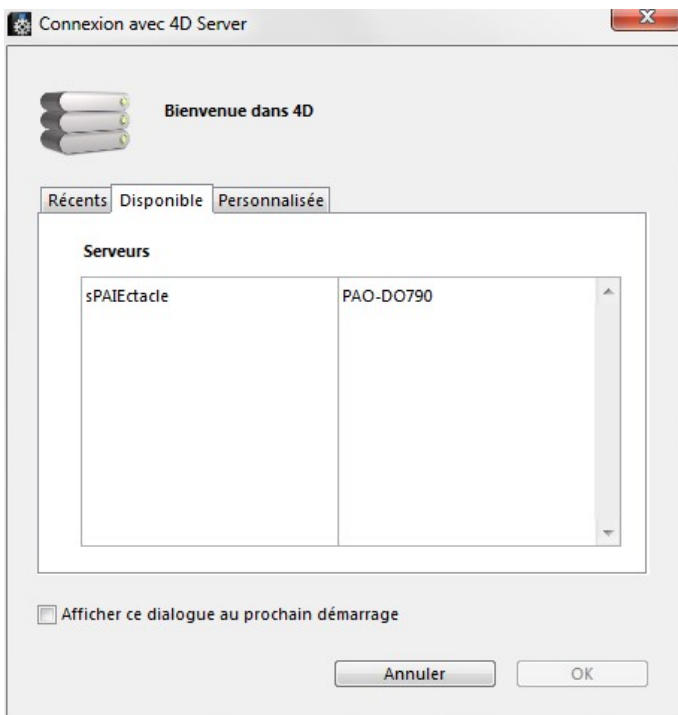 Connexion avec 4D Server
Bienvenue dans 4D
Récents Disponible Personnalisée
Serveurs
sPAIEctacle PAO-DO790
Afficher ce dialogue au prochain démarrage
Annuler OK